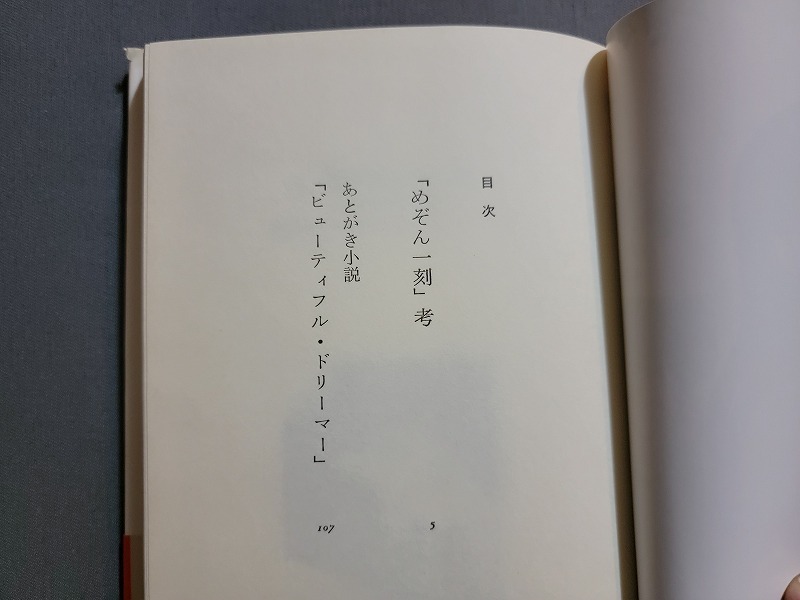 目次
「めぞん一刻」考
5
あとがき小説
「ビューティフル・ドリーマー」
107